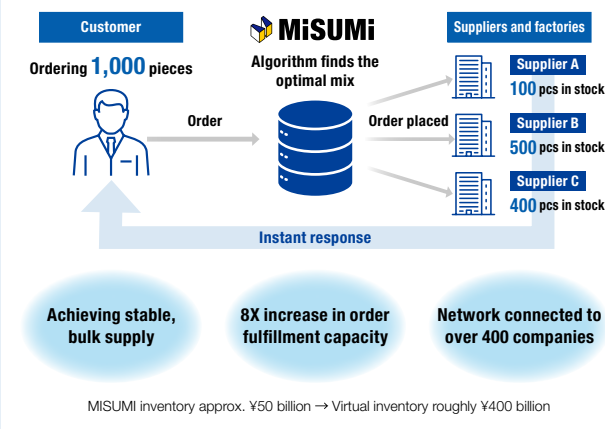 Customer
MiSUMi
Suppliers and factories
Ordering 1,000 pieces
Algorithm finds the
optimal mix
Supplier A
100 pcs in stock
Order
Order placed
Supplier B
500 pcs in stock
Supplier C
400 pcs in stock
Instant response
Achieving stable,
bulk supply
8X increase in order
fulfillment capacity
Network connected to
over 400 companies
MISUMI inventory approx. ¥50 billion → Virtual inventory roughly ¥400 billion